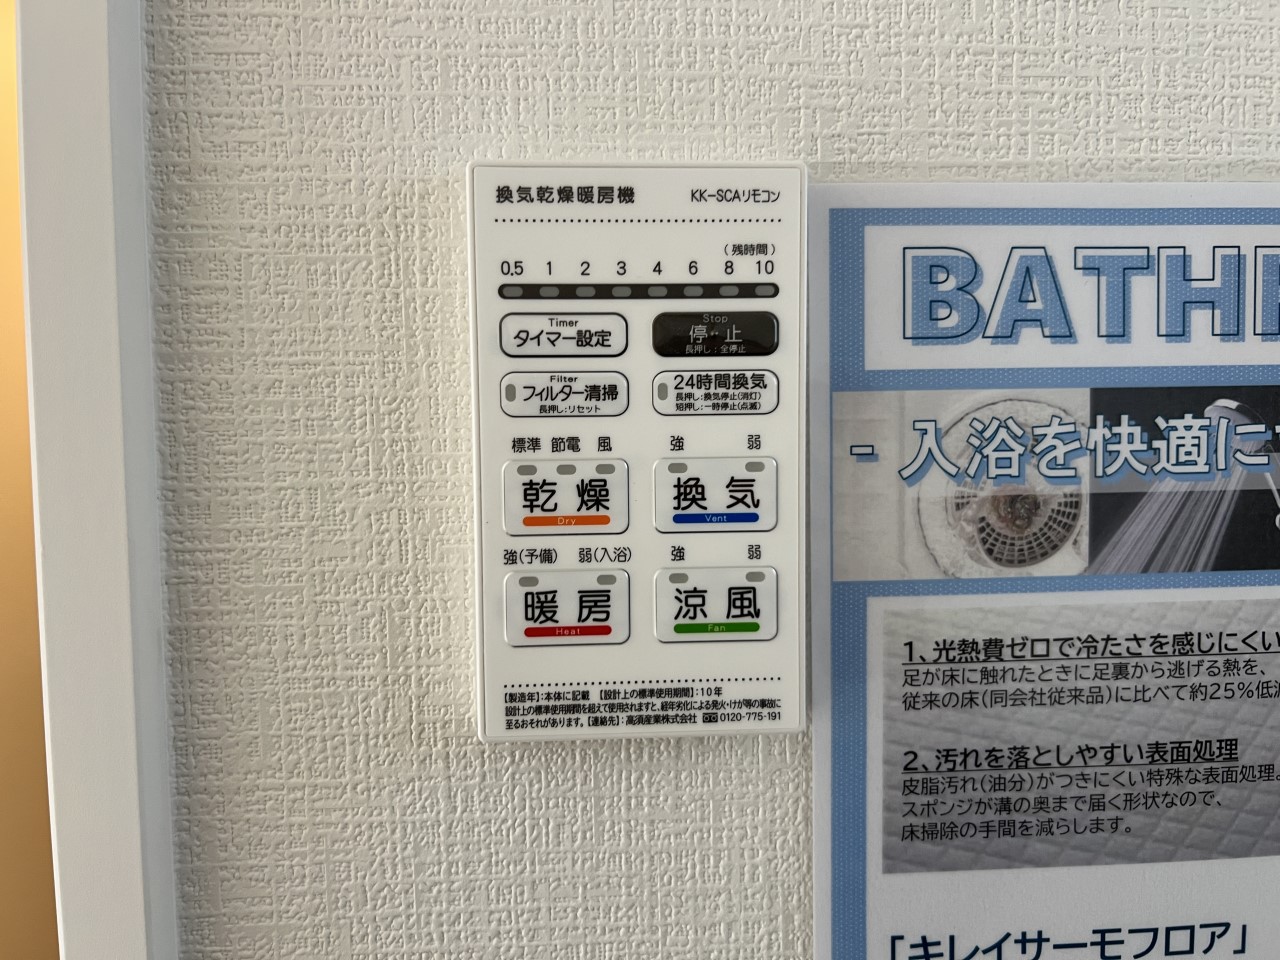 換気乾燥暖房機 KK-SCAリモコン
(残時間)
0.5 1 2 3 4 6 8 10
Timer
タイマー設定
Stop
停止
長押し:全停止
Filter
フィルター清掃
長押し:リセット
24時間換気
長押し:換気停止(消灯)
短押し:一時停止(点滅)
標準 節電 風
乾燥
Dry
強 弱
換気
Vent
強(予備) 弱(入浴)
暖房
Heat
強 弱
涼風
Fan
【製造年】:本体に記載 【設計上の標準使用期間】:10年
設計上の標準使用期間を超えて使用されますと、経年劣化による発火・けが等の事故に
至るおそれがあります。【連絡先】:高須産業株式会社 0120-775-191
BATH
- 入浴を快適に
1、光熱費ゼロで冷たさを感じにくい
足が床に触れたときに足裏から逃げる熱を、
従来の床(同会社従来品)に比べて約25%低減
2、汚れを落としやすい表面処理
皮脂汚れ(油分)がつきにくい特殊な表面処理。
スポンジが溝の奥まで届く形状なので、
床掃除の手間を減らします。
「キレイサーモフロア」